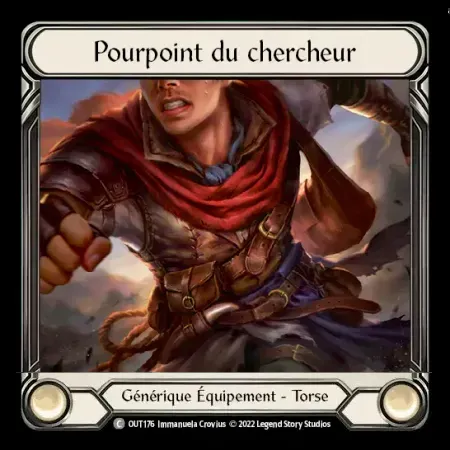 Pourpoint du chercheur
Générique Équipement - Torse
C OUT176 Immanuela Crovius © 2022 Legend Story Studios